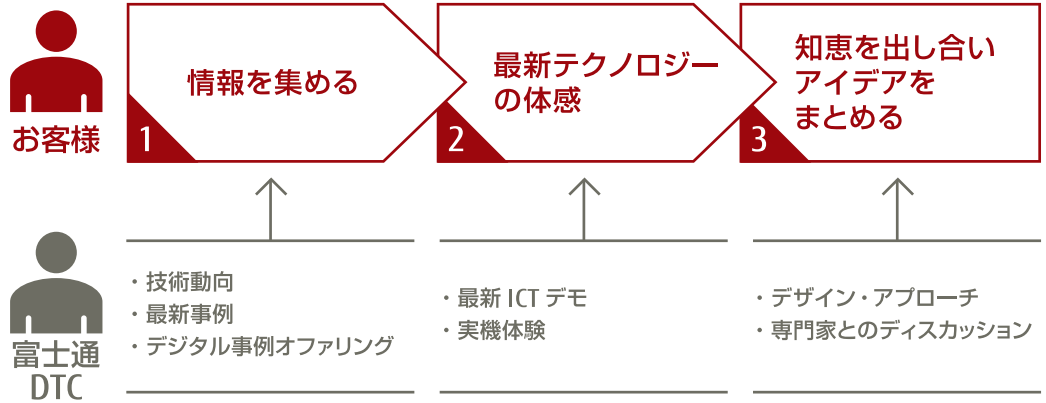 お客様
情報を集める
1
最新テクノロジー
の体感
2
知恵を出し合い
アイデアを
まとめる
3
富士通
DTC
・技術動向
・最新事例
・デジタル事例オファリング
・最新 ICT デモ
・実機体験
・デザイン・アプローチ
・専門家とのディスカッション